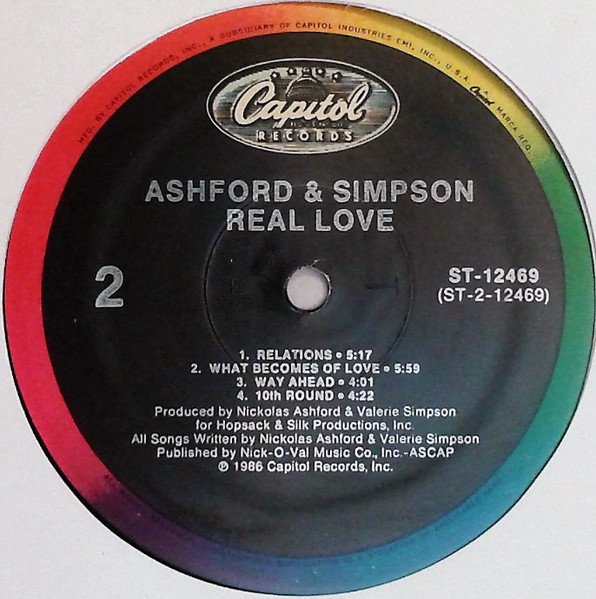 MFD. BY CAPITOL RECORDS, INC., A SUBSIDIARY OF CAPITOL INDUSTRIES-EMI, INC., U.S.A. Capitol MARCA REG.
Capitol
RECORDS
ASHFORD & SIMPSON
REAL LOVE
2
ST-12469
(ST-2-12469)
1. RELATIONS • 5:17
2. WHAT BECOMES OF LOVE • 5:59
3. WAY AHEAD • 4:01
4. 10th ROUND • 4:22
Produced by Nickolas Ashford & Valerie Simpson
for Hopsack & Silk Productions, Inc.
All Songs Written by Nickolas Ashford & Valerie Simpson
Published by Nick-O-Val Music Co., Inc.-ASCAP
℗ 1986 Capitol Records, Inc.